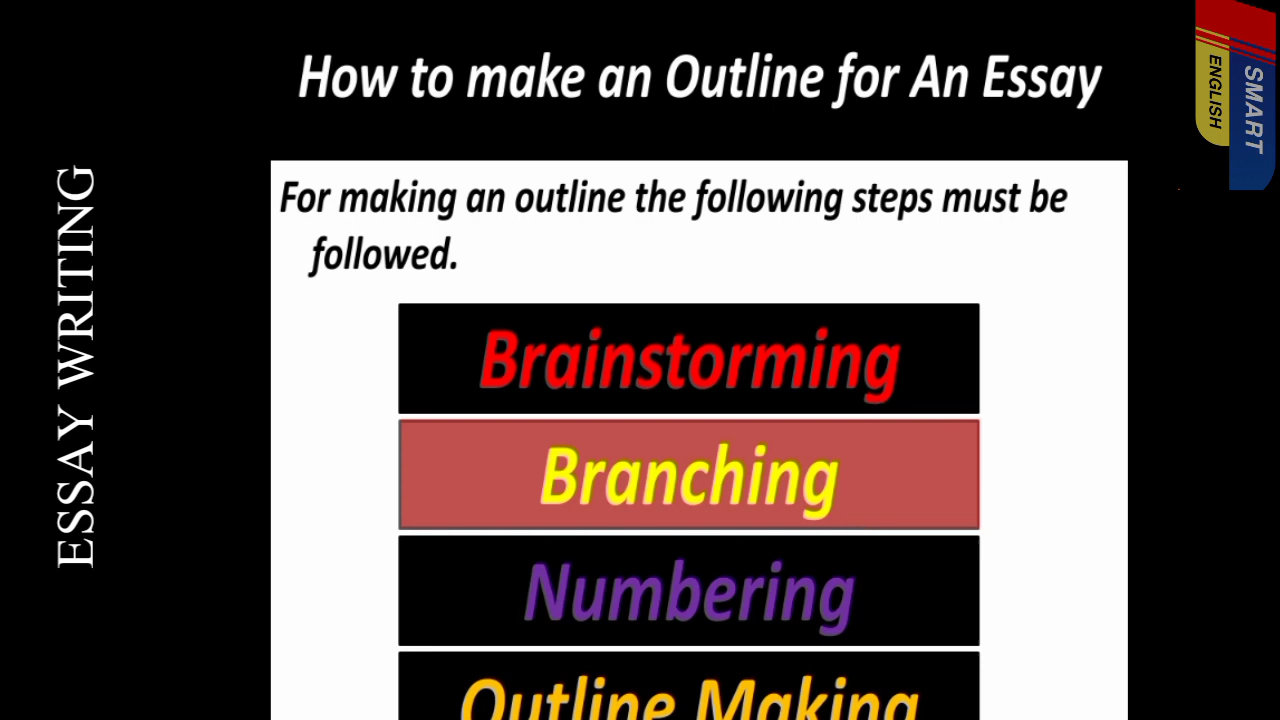 How to make an Outline for An Essay
SMART
ENGLISH
ESSAY WRITING
For making an outline the following steps must be
followed.
Brainstorming
Branching
Numbering
Outline Making